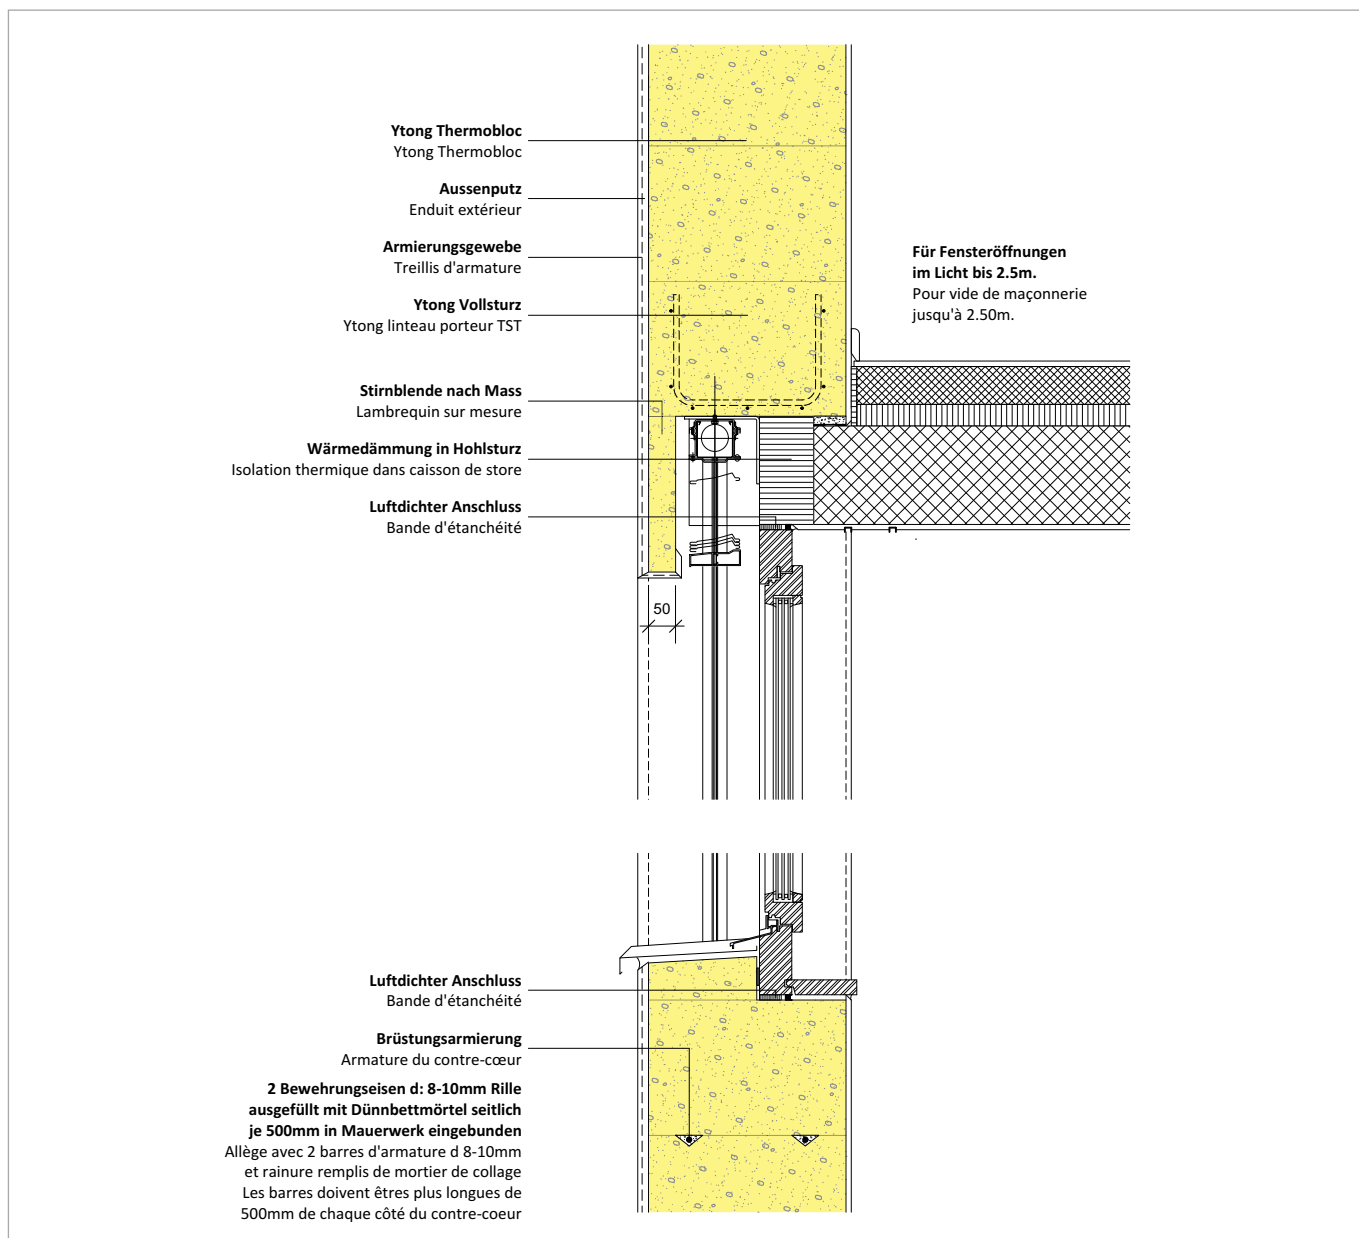 Ytong Thermobloc
Ytong Thermobloc
Aussenputz
Enduit extérieur
Armierungsgewebe
Treillis d'armature
Ytong Vollsturz
Ytong linteau porteur TST
Stirnblende nach Mass
Lambrequin sur mesure
Wärmedämmung in Hohlsturz
Isolation thermique dans caisson de store
Luftdichter Anschluss
Bande d'étanchéité
Für Fensteröffnungen
im Licht bis 2.5m.
Pour vide de maçonnerie
jusqu'à 2.50m.
50
Luftdichter Anschluss
Bande d'étanchéité
Brüstungsarmierung
Armature du contre-cœur
2 Bewehrungseisen d: 8-10mm Rille
ausgefüllt mit Dünnbettmörtel seitlich
je 500mm in Mauerwerk eingebunden
Allège avec 2 barres d'armature d 8-10mm
et rainure remplis de mortier de collage
Les barres doivent êtres plus longues de
500mm de chaque côté du contre-coeur